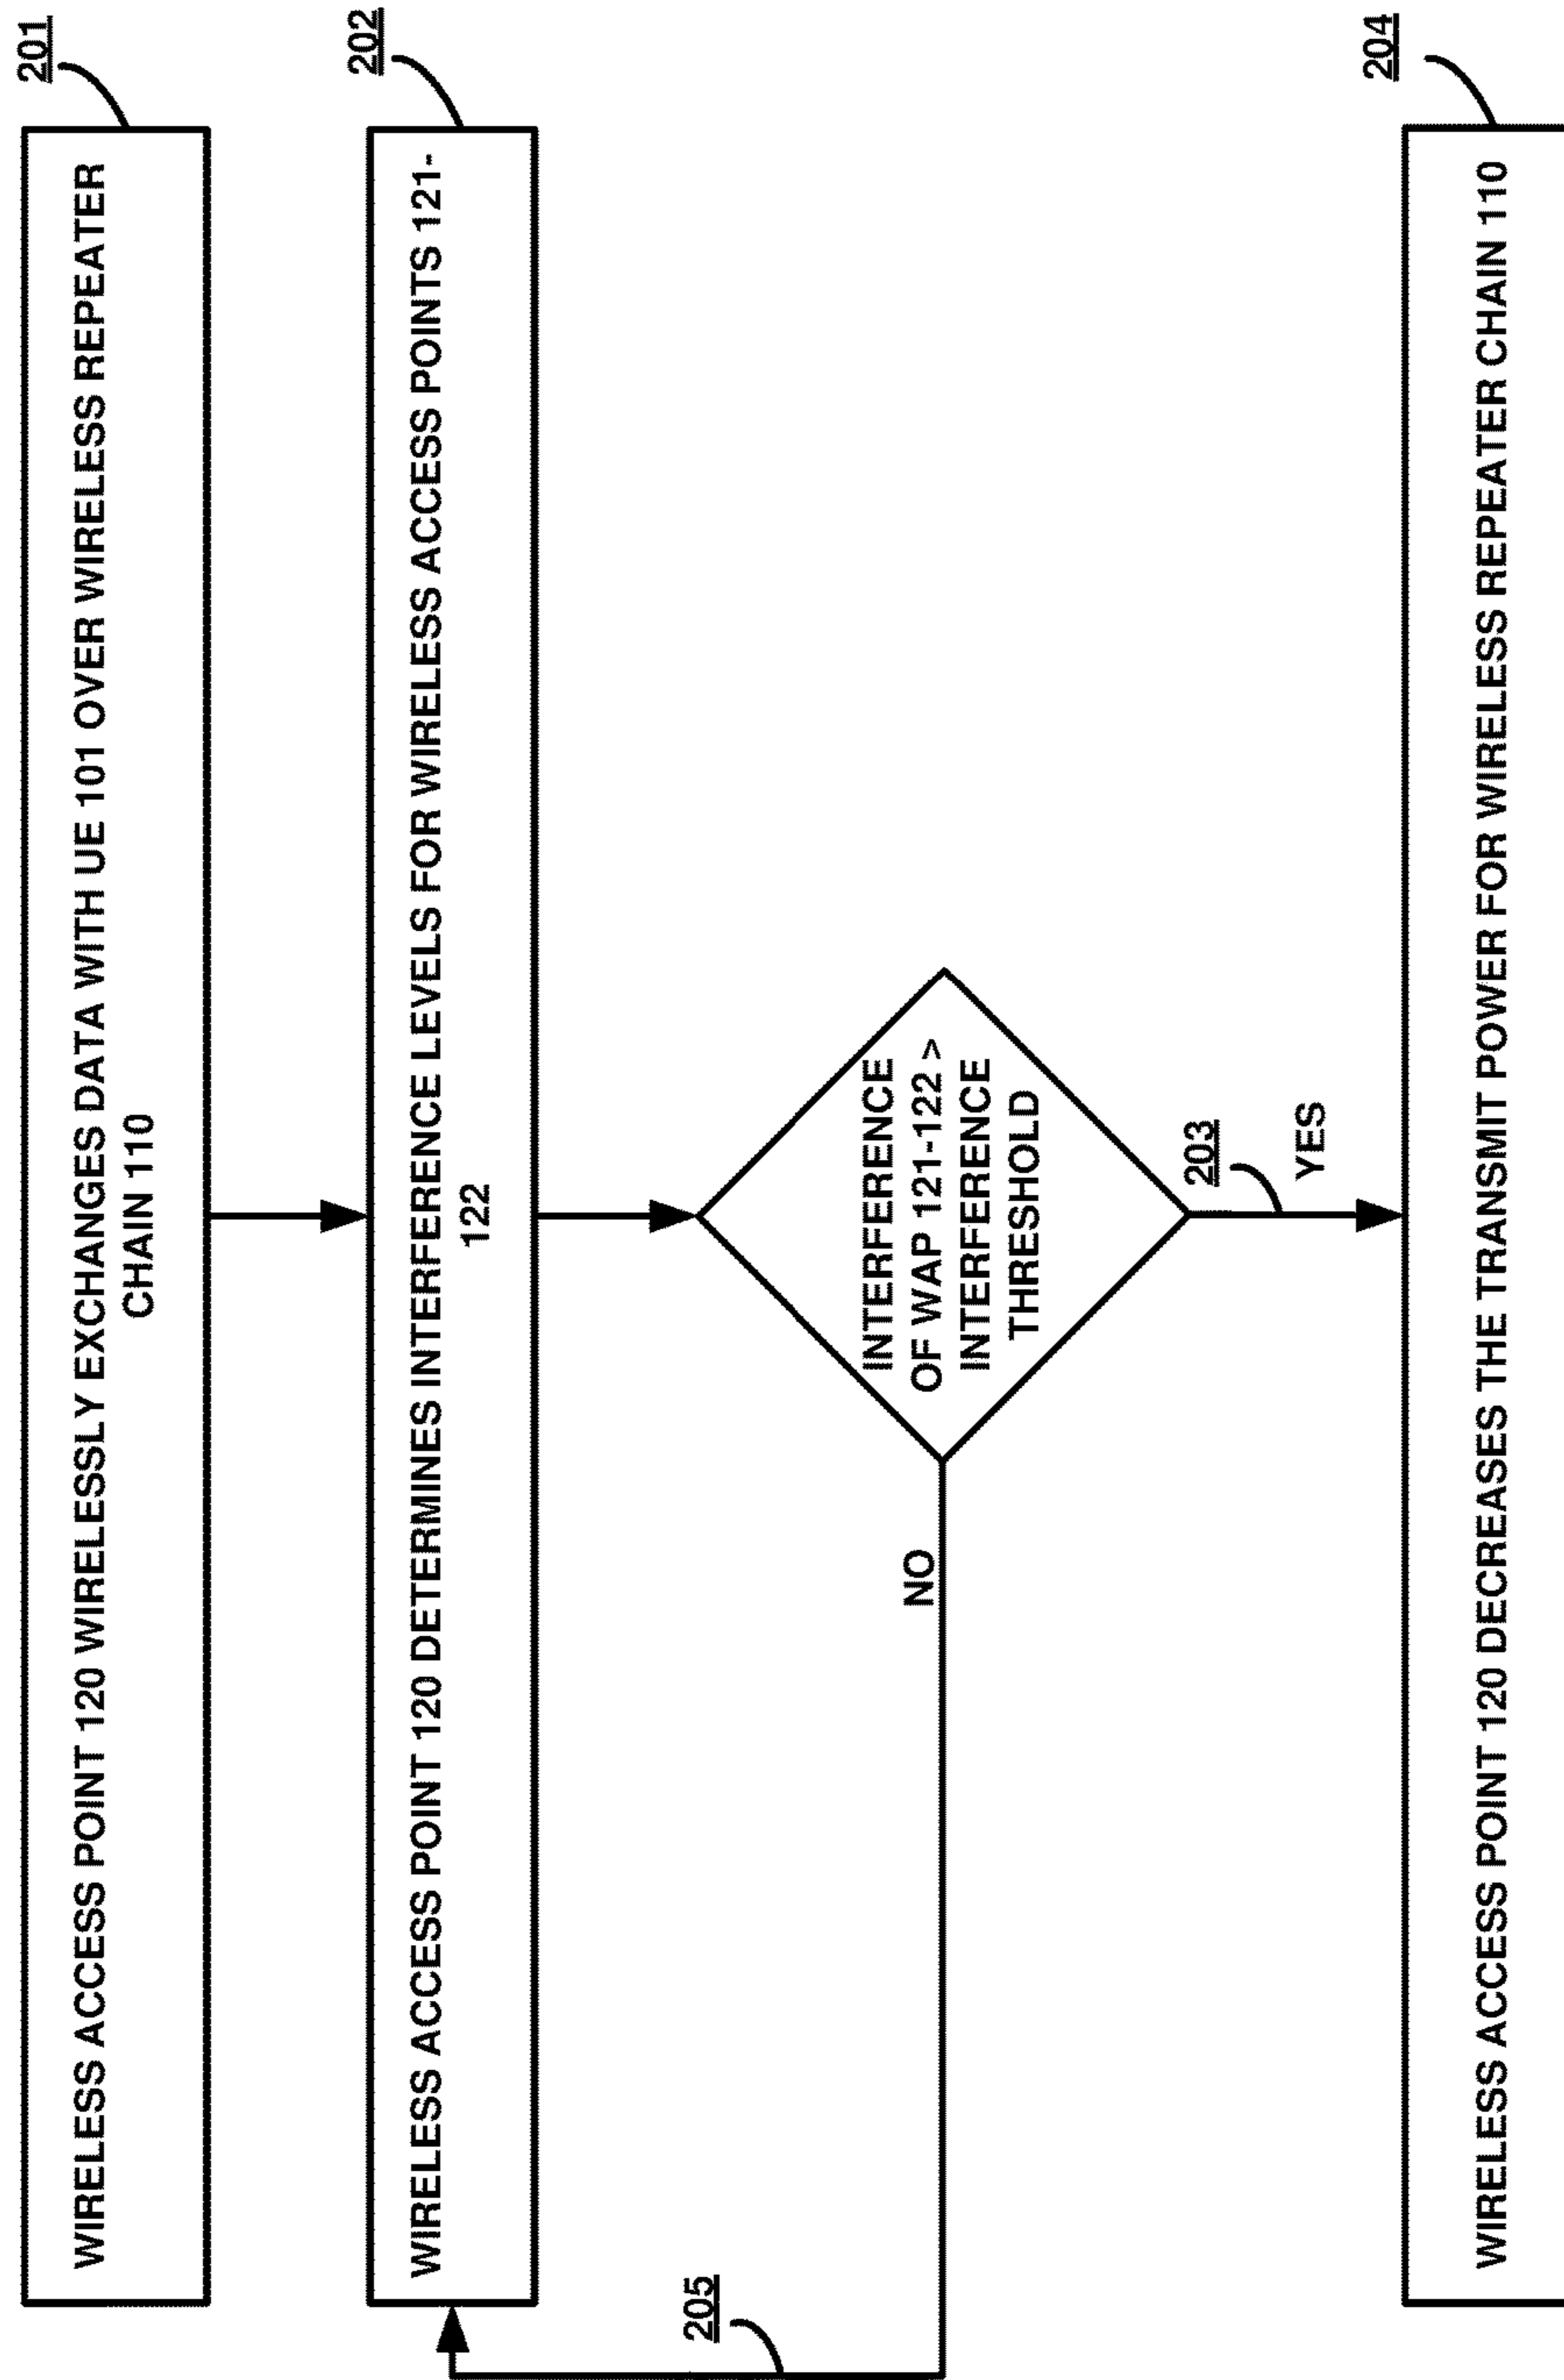 201
WIRELESS ACCESS POINT 120 WIRELESSLY EXCHANGES DATA WITH UE 101 OVER WIRELESS REPEATER
CHAIN 110
202
WIRELESS ACCESS POINT 120 DETERMINES INTERFERENCE LEVELS FOR WIRELESS ACCESS POINTS 121-
122
INTERFERENCE
OF WAP 121-122 >
INTERFERENCE
THRESHOLD
NO
205
203
YES
204
WIRELESS ACCESS POINT 120 DECREASES THE TRANSMIT POWER FOR WIRELESS REPEATER CHAIN 110